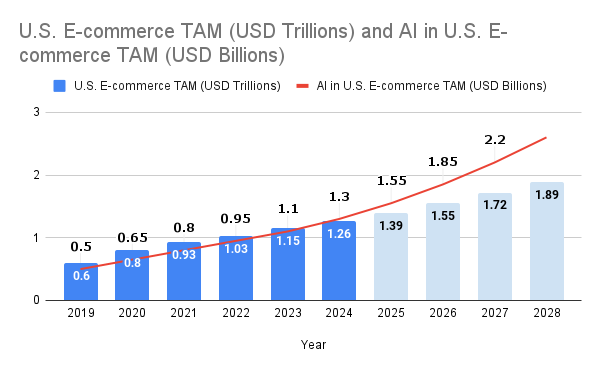 U.S. E-commerce TAM (USD Trillions) and AI in U.S. E-
commerce TAM (USD Billions)
U.S. E-commerce TAM (USD Trillions) AI in U.S. E-commerce TAM (USD Billions)
3
2
1
0
0.5 0.65 0.8 0.95 1.1 1.3 1.55 1.85 2.2
0.6 0.8 0.93 1.03 1.15 1.26 1.39 1.55 1.72 1.89
2019 2020 2021 2022 2023 2024 2025 2026 2027 2028
Year